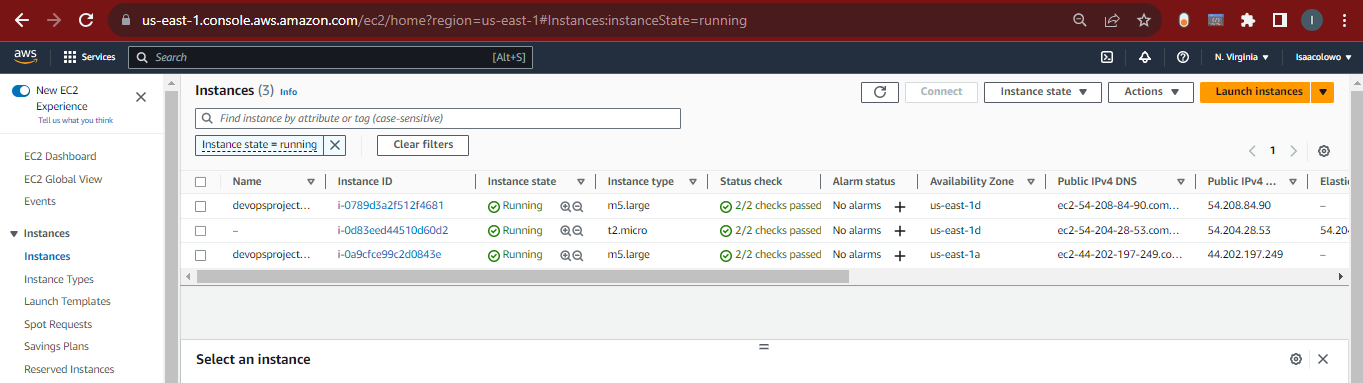 us-east-1.console.aws.amazon.com/ec2/home?region=us-east-1#Instances:instanceState=running
I
aws Services Search [Alt+S] N. Virginia Isaacolowo
New EC2 Experience
Tell us what you think
EC2 Dashboard
EC2 Global View
Events
Instances
Instances
Instance Types
Launch Templates
Spot Requests
Savings Plans
Reserved Instances
Instances (3) Info
Connect Instance state Actions Launch instances
Find instance by attribute or tag (case-sensitive)
Instance state = running Clear filters
1
Name Instance ID Instance state Instance type Status check Alarm status Availability Zone Public IPv4 DNS Public IPv4 ... Elastic
devopsproject... i-0789d3a2f512f4681 Running m5.large 2/2 checks passed No alarms us-east-1d ec2-54-208-84-90.com... 54.208.84.90 –
– i-0d83eed44510d60d2 Running t2.micro 2/2 checks passed No alarms us-east-1d ec2-54-204-28-53.com... 54.204.28.53 54.204
devopsproject... i-0a9cfce99c2d0843e Running m5.large 2/2 checks passed No alarms us-east-1a ec2-44-202-197-249.co... 44.202.197.249 –
Select an instance